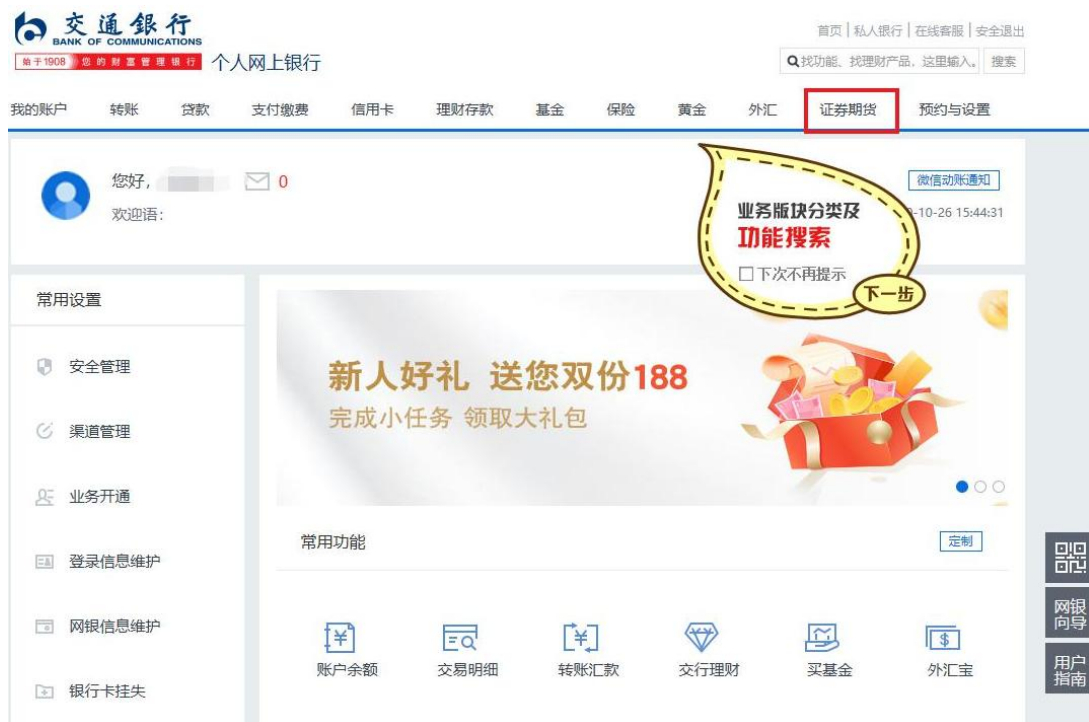 交通銀行
BANK OF COMMUNICATIONS
始于1908 您的财富管理银行 个人网上银行
首页 | 私人银行 | 在线客服 | 安全退出
找功能、找理财产品，这里输入。 搜索
我的账户 转账 贷款 支付缴费 信用卡 理财存款 基金 保险 黄金 外汇 证券期货 预约与设置
您好， 0
欢迎语：
微信动账通知
-10-26 15:44:31
业务版块分类及
功能搜索
下次不再提示
下一步
常用设置
安全管理
渠道管理
业务开通
登录信息维护
网银信息维护
银行卡挂失
新人好礼 送您双份188
完成小任务 领取大礼包
常用功能 定制
账户余额 交易明细 转账汇款 交行理财 买基金 外汇宝
网银
向导
用户
指南